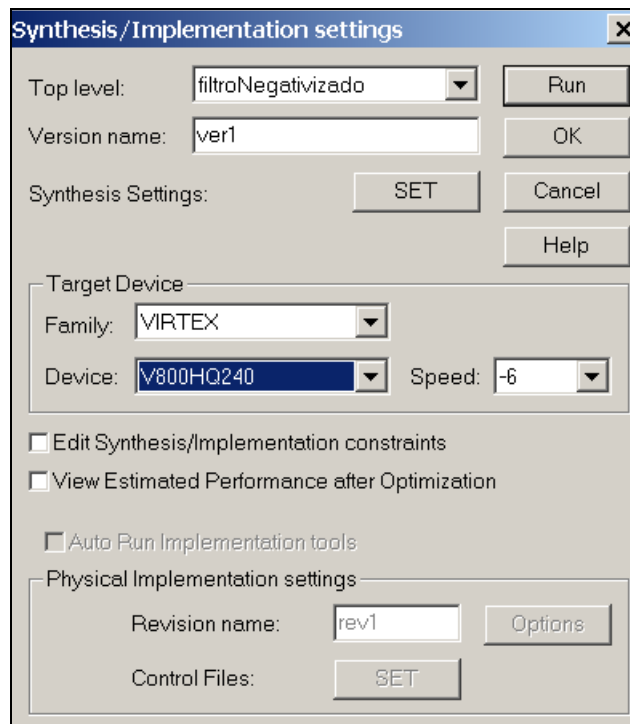 Synthesis/Implementation settings
Top level: filtroNegativizado Run
Version name: ver1 OK
Synthesis Settings: SET Cancel
Help
Target Device
Family: VIRTEX
Device: V800HQ240 Speed: -6
Edit Synthesis/Implementation constraints
View Estimated Performance after Optimization
Auto Run Implementation tools
Physical Implementation settings
Revision name: rev1 Options
Control Files: SET